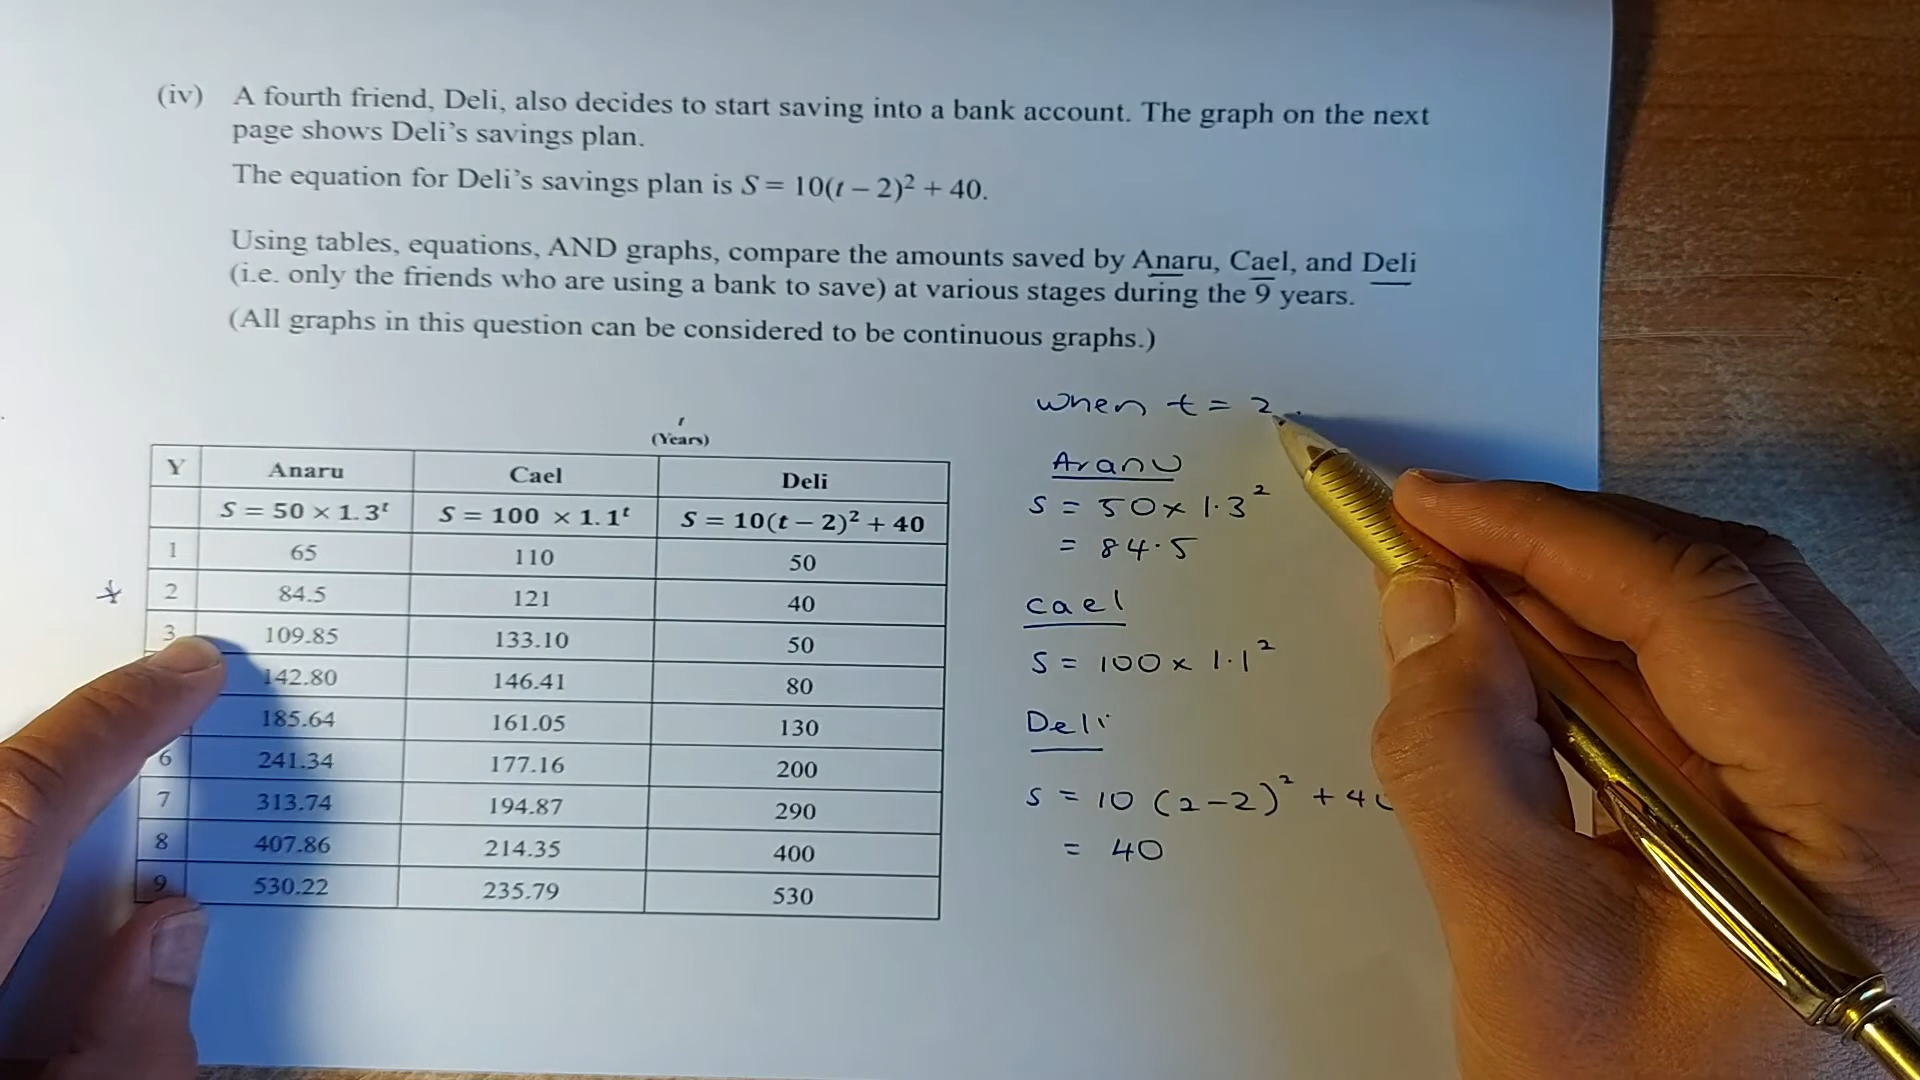 (iv) A fourth friend, Deli, also decides to start saving into a bank account. The graph on the next
page shows Deli's savings plan.
The equation for Deli's savings plan is S = 10(t – 2)² + 40.
Using tables, equations, AND graphs, compare the amounts saved by Anaru, Cael, and Deli
(i.e. only the friends who are using a bank to save) at various stages during the 9 years.
(All graphs in this question can be considered to be continuous graphs.)
t
(Years)
Y Anaru Cael Deli
S = 50 × 1.3ᵗ S = 100 × 1.1ᵗ S = 10(t – 2)² + 40
1 65 110 50
2 84.5 121 40
3 109.85 133.10 50
142.80 146.41 80
185.64 161.05 130
6 241.34 177.16 200
7 313.74 194.87 290
8 407.86 214.35 400
9 530.22 235.79 530
when t = 2
Aranu
S = 50 × 1.3²
= 84.5
Cael
S = 100 × 1.1²
Deli
S = 10 (2-2)² + 40
= 40